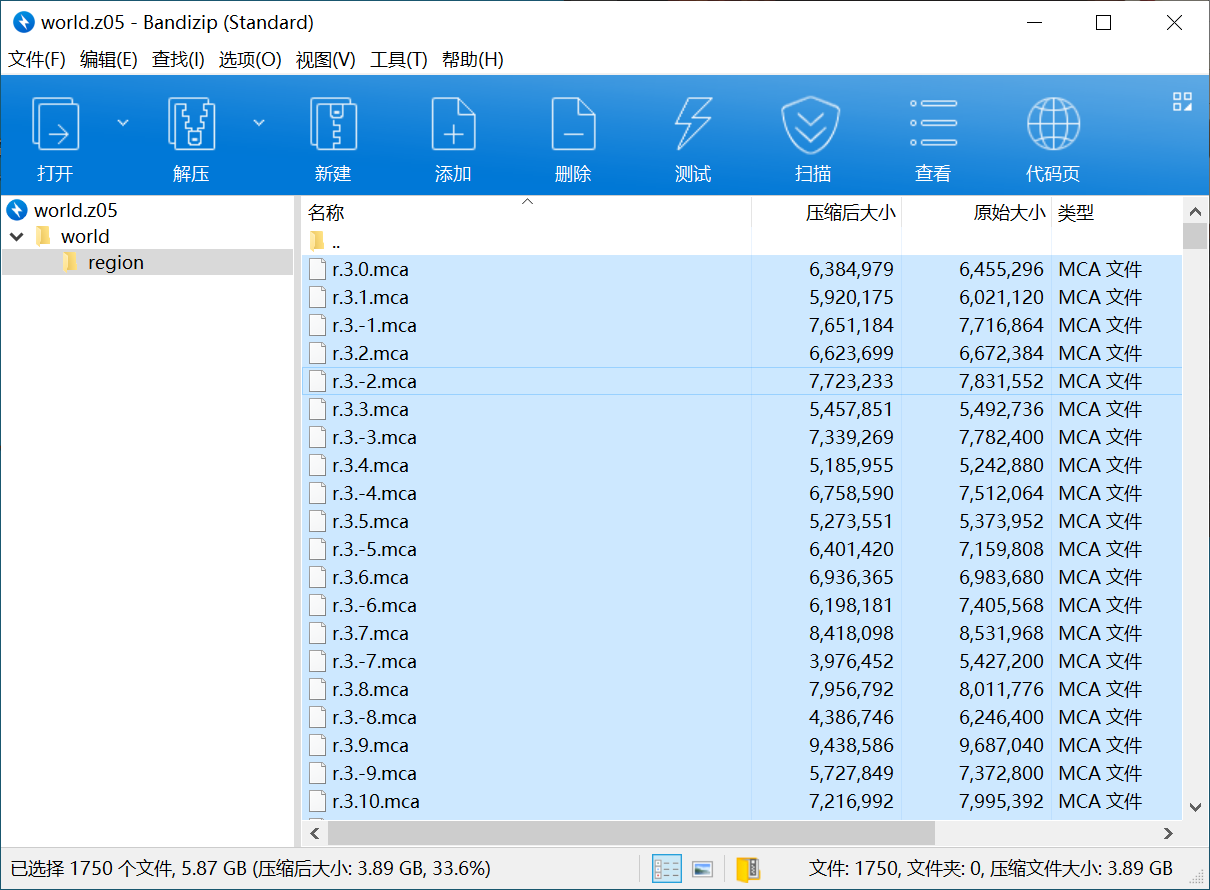 world.z05 - Bandizip (Standard)
文件(F) 编辑(E) 查找(I) 选项(O) 视图(V) 工具(T) 帮助(H)
打开 解压 新建 添加 删除 测试 扫描 查看 代码页
world.z05
world
region
名称 压缩后大小 原始大小 类型
..
r.3.0.mca 6,384,979 6,455,296 MCA 文件
r.3.1.mca 5,920,175 6,021,120 MCA 文件
r.3.-1.mca 7,651,184 7,716,864 MCA 文件
r.3.2.mca 6,623,699 6,672,384 MCA 文件
r.3.-2.mca 7,723,233 7,831,552 MCA 文件
r.3.3.mca 5,457,851 5,492,736 MCA 文件
r.3.-3.mca 7,339,269 7,782,400 MCA 文件
r.3.4.mca 5,185,955 5,242,880 MCA 文件
r.3.-4.mca 6,758,590 7,512,064 MCA 文件
r.3.5.mca 5,273,551 5,373,952 MCA 文件
r.3.-5.mca 6,401,420 7,159,808 MCA 文件
r.3.6.mca 6,936,365 6,983,680 MCA 文件
r.3.-6.mca 6,198,181 7,405,568 MCA 文件
r.3.7.mca 8,418,098 8,531,968 MCA 文件
r.3.-7.mca 3,976,452 5,427,200 MCA 文件
r.3.8.mca 7,956,792 8,011,776 MCA 文件
r.3.-8.mca 4,386,746 6,246,400 MCA 文件
r.3.9.mca 9,438,586 9,687,040 MCA 文件
r.3.-9.mca 5,727,849 7,372,800 MCA 文件
r.3.10.mca 7,216,992 7,995,392 MCA 文件
已选择 1750 个文件, 5.87 GB (压缩后大小: 3.89 GB, 33.6%) 文件: 1750, 文件夹: 0, 压缩文件大小: 3.89 GB